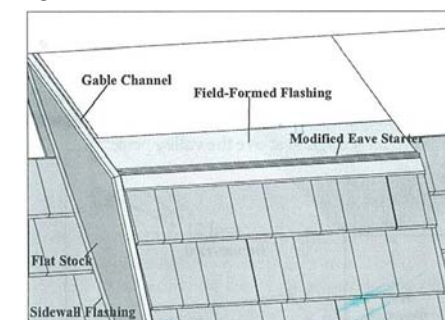 Gable Channel
Field-Formed Flashing
Modified Eave Starter
Flat Stock
Sidewall Flashing